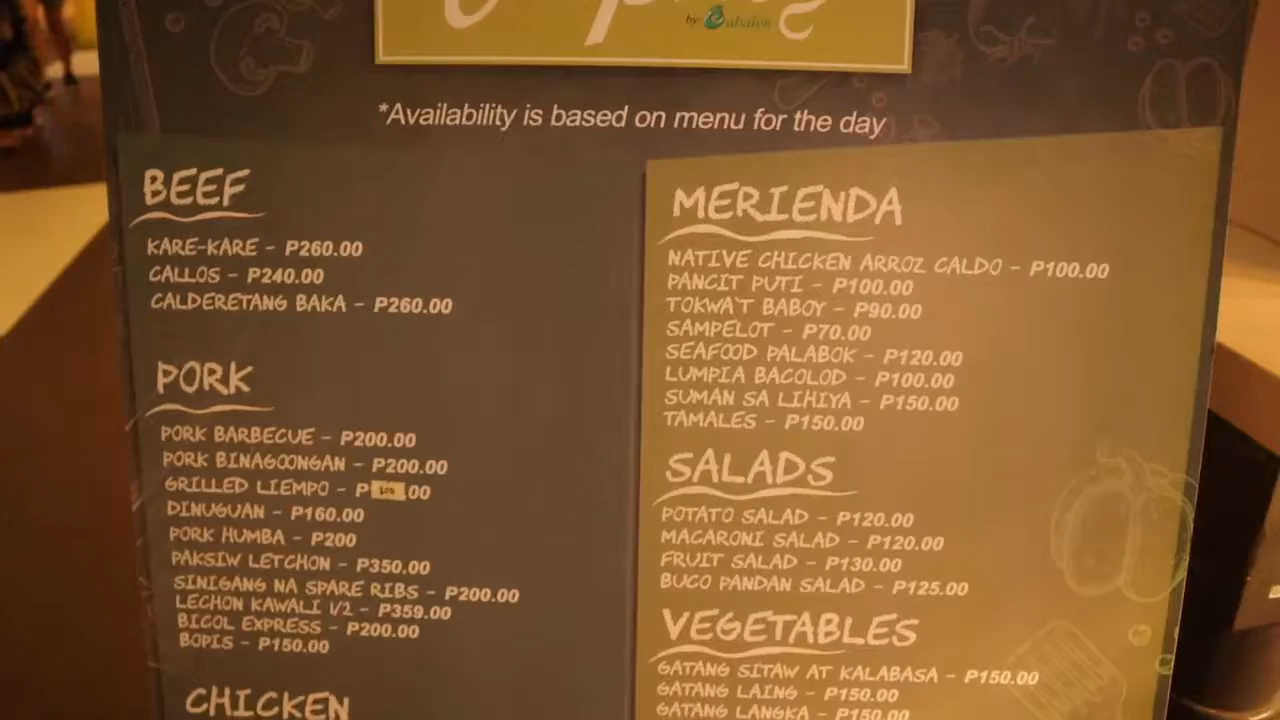 by: Cabalen
*Availability is based on menu for the day
BEEF
KARE-KARE - P260.00
CALLOS - P240.00
CALDERETANG BAKA - P260.00
PORK
PORK BARBECUE - P200.00
PORK BINAGOONGAN - P200.00
GRILLED LIEMPO - P .00
DINUGUAN - P160.00
PORK HUMBA - P200
PAKSIW LETCHON - P350.00
SINIGANG NA SPARE RIBS - P200.00
LECHON KAWALI 1/2 - P359.00
BICOL EXPRESS - P200.00
BOPIS - P150.00
CHICKEN
MERIENDA
NATIVE CHICKEN ARROZ CALDO - P100.00
PANCIT PUTI - P100.00
TOKWA'T BABOY - P90.00
SAMPELOT - P70.00
SEAFOOD PALABOK - P120.00
LUMPIA BACOLOD - P100.00
SUMAN SA LIHIYA - P150.00
TAMALES - P150.00
SALADS
POTATO SALAD - P120.00
MACARONI SALAD - P120.00
FRUIT SALAD - P130.00
BUCO PANDAN SALAD - P125.00
VEGETABLES
GATANG SITAW AT KALABASA - P150.00
GATANG LAING - P150.00
GATANG LANGKA - P150.00